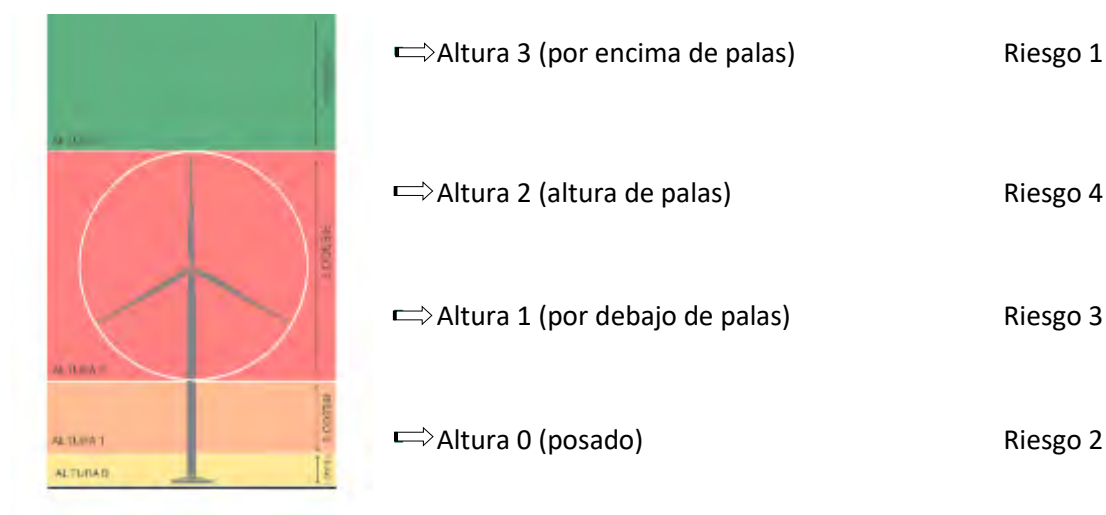 Altura 3 (por encima de palas) Riesgo 1
Altura 2 (altura de palas) Riesgo 4
Altura 1 (por debajo de palas) Riesgo 3
Altura 0 (posado) Riesgo 2
ALTURA 1
ALTURA 0